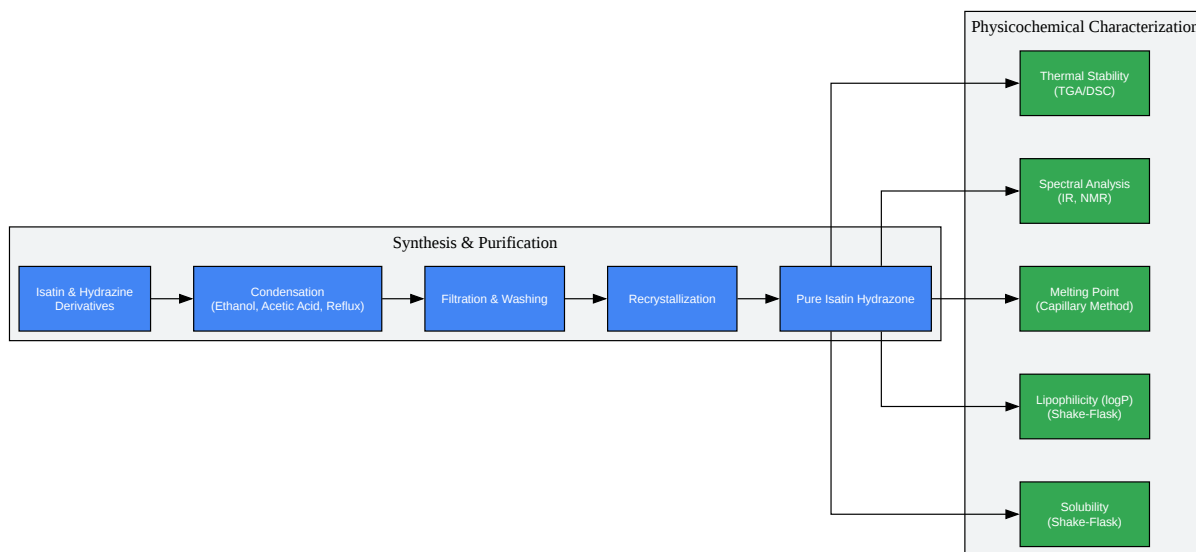 Physicochemical Characterization
Thermal Stability
(TGA/DSC)
Spectral Analysis
(IR, NMR)
Synthesis & Purification
Isatin & Hydrazine
Derivatives
Condensation
(Ethanol, Acetic Acid, Reflux)
Filtration & Washing
Recrystallization
Pure Isatin Hydrazone
Melting Point
(Capillary Method)
Lipophilicity (logP)
(Shake-Flask)
Solubility
(Shake-Flask)